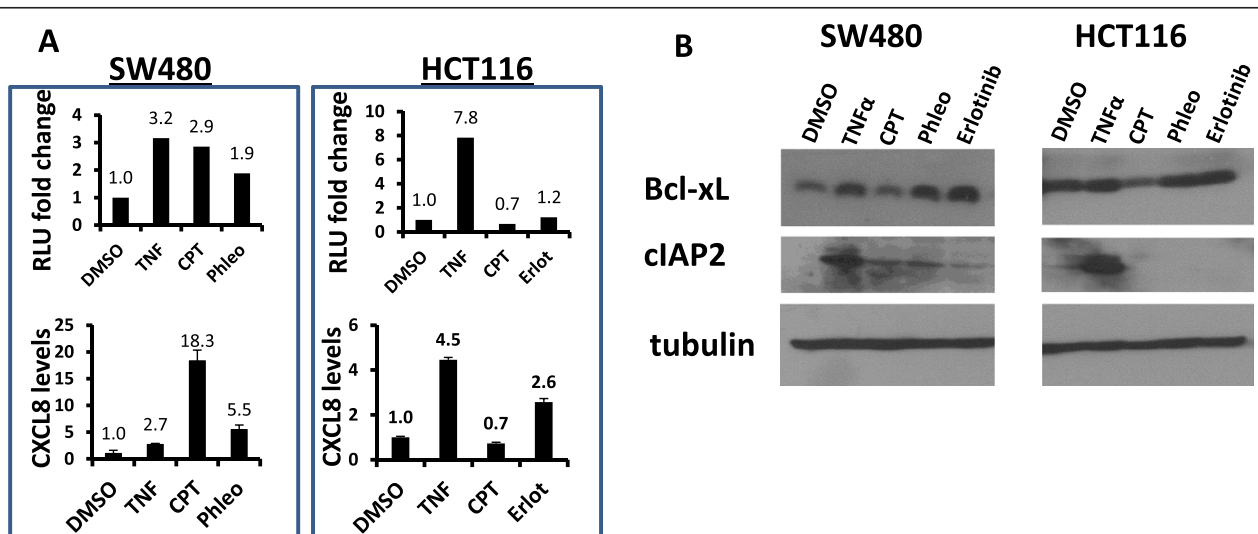 A
SW480
HCT116
RLU fold change
4
3
2
1
0
1.0
3.2
2.9
1.9
DMSO
TNF
CPT
Phleo
RLU fold change
10
8
6
4
2
0
1.0
7.8
0.7
1.2
DMSO
TNF
CPT
Erlot
CXCL8 levels
25
20
15
10
5
0
1.0
2.7
18.3
5.5
DMSO
TNF
CPT
Phleo
CXCL8 levels
6
4
2
0
1.0
4.5
0.7
2.6
DMSO
TNF
CPT
Erlot
B
SW480
HCT116
DMSO
TNFα
CPT
Phleo
Erlotinib
DMSO
TNFα
CPT
Phleo
Erlotinib
Bcl-xL
cIAP2
tubulin